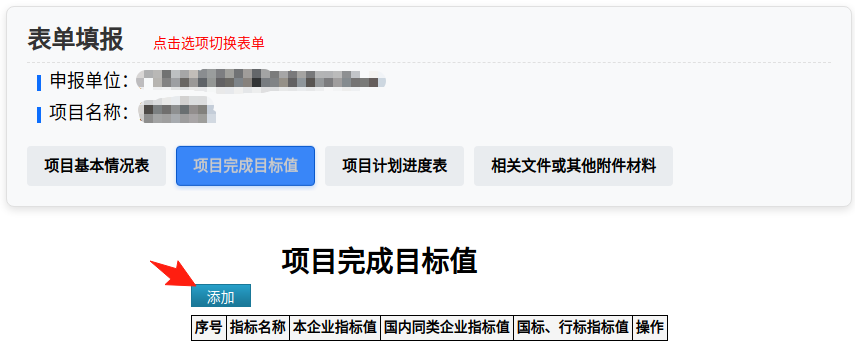 表单填报 点击选项切换表单
申报单位：
项目名称：
项目基本情况表 项目完成目标值 项目计划进度表 相关文件或其他附件材料
项目完成目标值
添加
序号 指标名称 本企业指标值 国内同类企业指标值 国标、行标指标值 操作